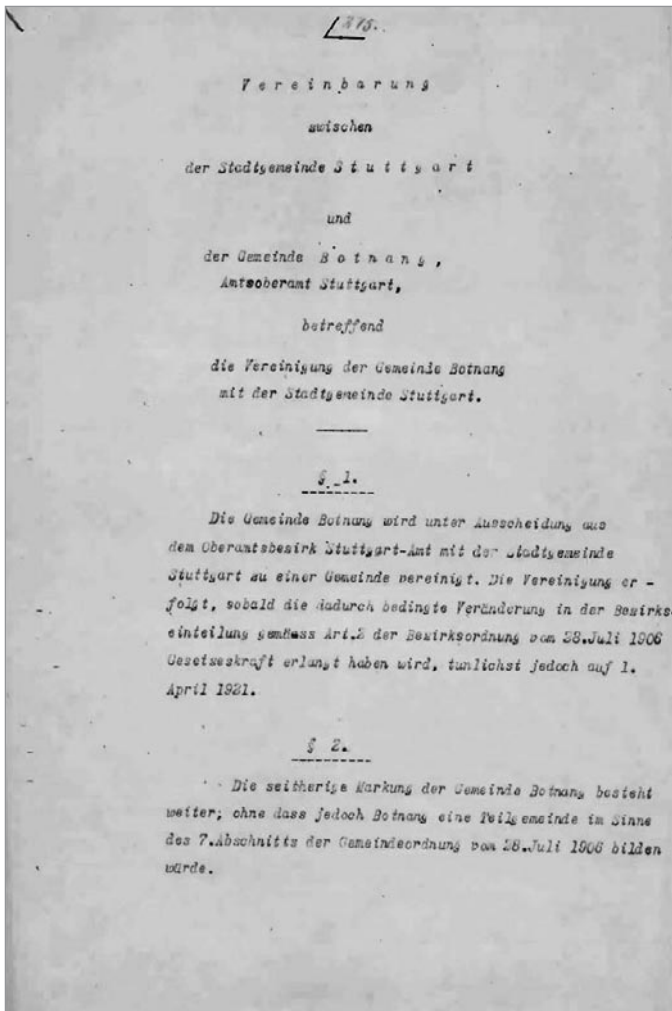 275.
Vereinbarung
zwischen
der Stadtgemeinde Stuttgart
und
der Gemeinde Botnang,
Amtsoberamt Stuttgart,
betreffend
die Vereinigung der Gemeinde Botnang
mit der Stadtgemeinde Stuttgart.
§ 1.
Die Gemeinde Botnang wird unter Ausscheidung aus
dem Oberamtsbezirk Stuttgart-Amt mit der Stadtgemeinde
Stuttgart zu einer Gemeinde vereinigt. Die Vereinigung er -
folgt, sobald die dadurch bedingte Veränderung in der Bezirks
einteilung gemäss Art.2 der Bezirksordnung vom 28.Juli 1906
Gesetzeskraft erlangt haben wird, tunlichst jedoch auf 1.
April 1921.
§ 2.
Die seitherige Markung der Gemeinde Botnang besteht
weiter; ohne dass jedoch Botnang eine Teilgemeinde im Sinne
des 7.Abschnitts der Gemeindeordnung vom 28.Juli 1906 bilden
würde.